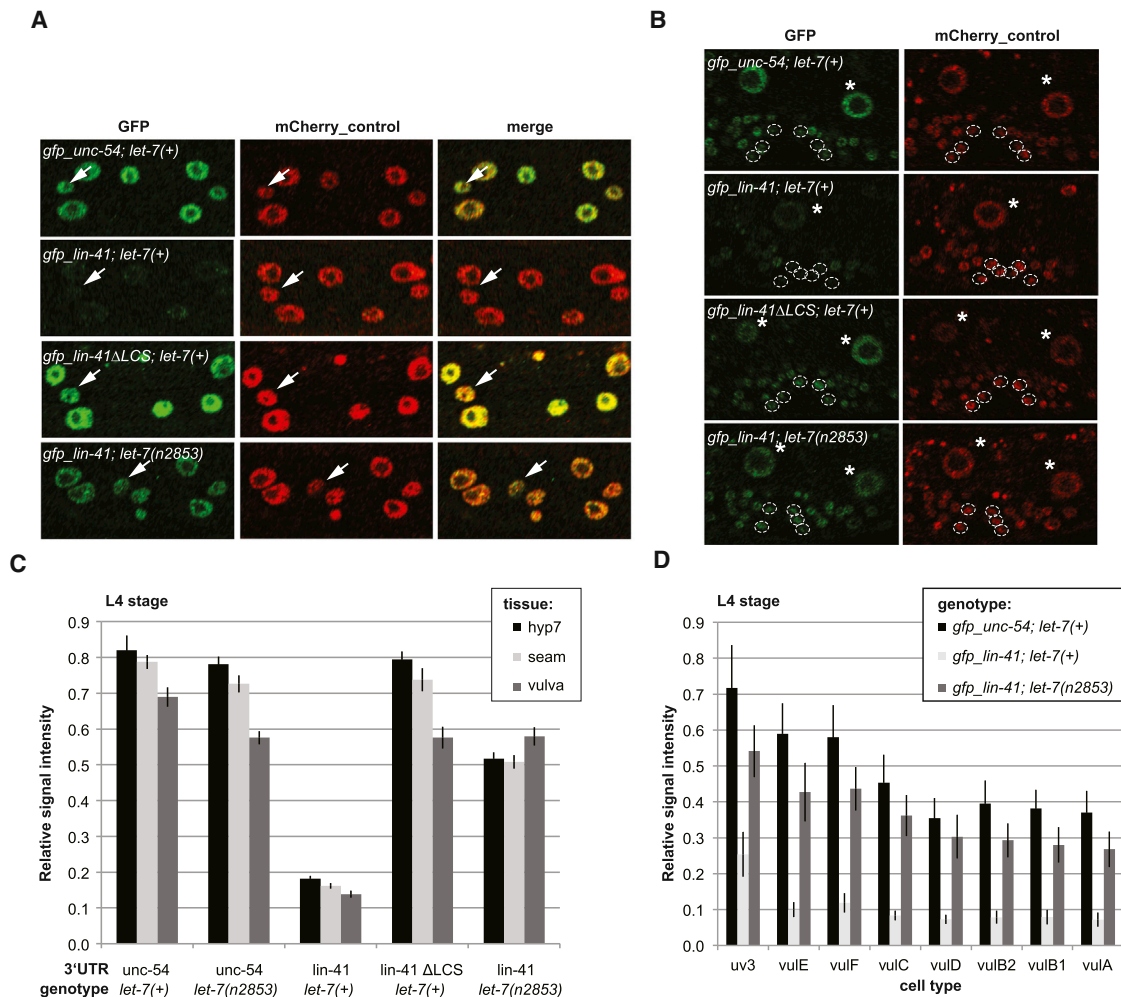 A
GFP mCherry_control merge
gfp_unc-54; let-7(+)
gfp_lin-41; let-7(+)
gfp_lin-41ΔLCS; let-7(+)
gfp_lin-41; let-7(n2853)
B
GFP mCherry_control
gfp_unc-54; let-7(+)
*
*
gfp_lin-41; let-7(+)
*
*
gfp_lin-41ΔLCS; let-7(+)
* *
* *
gfp_lin-41; let-7(n2853)
* *
* *
C
L4 stage
tissue:
hyp7
seam
vulva
Relative signal intensity
0.9
0.8
0.7
0.6
0.5
0.4
0.3
0.2
0.1
0.0
3‘UTR unc-54 unc-54 lin-41 lin-41 ΔLCS lin-41
genotype let-7(+) let-7(n2853) let-7(+) let-7(+) let-7(n2853)
D
L4 stage
genotype:
gfp_unc-54; let-7(+)
gfp_lin-41; let-7(+)
gfp_lin-41; let-7(n2853)
Relative signal intensity
0.9
0.8
0.7
0.6
0.5
0.4
0.3
0.2
0.1
0.0
uv3 vulE vulF vulC vulD vulB2 vulB1 vulA
cell type